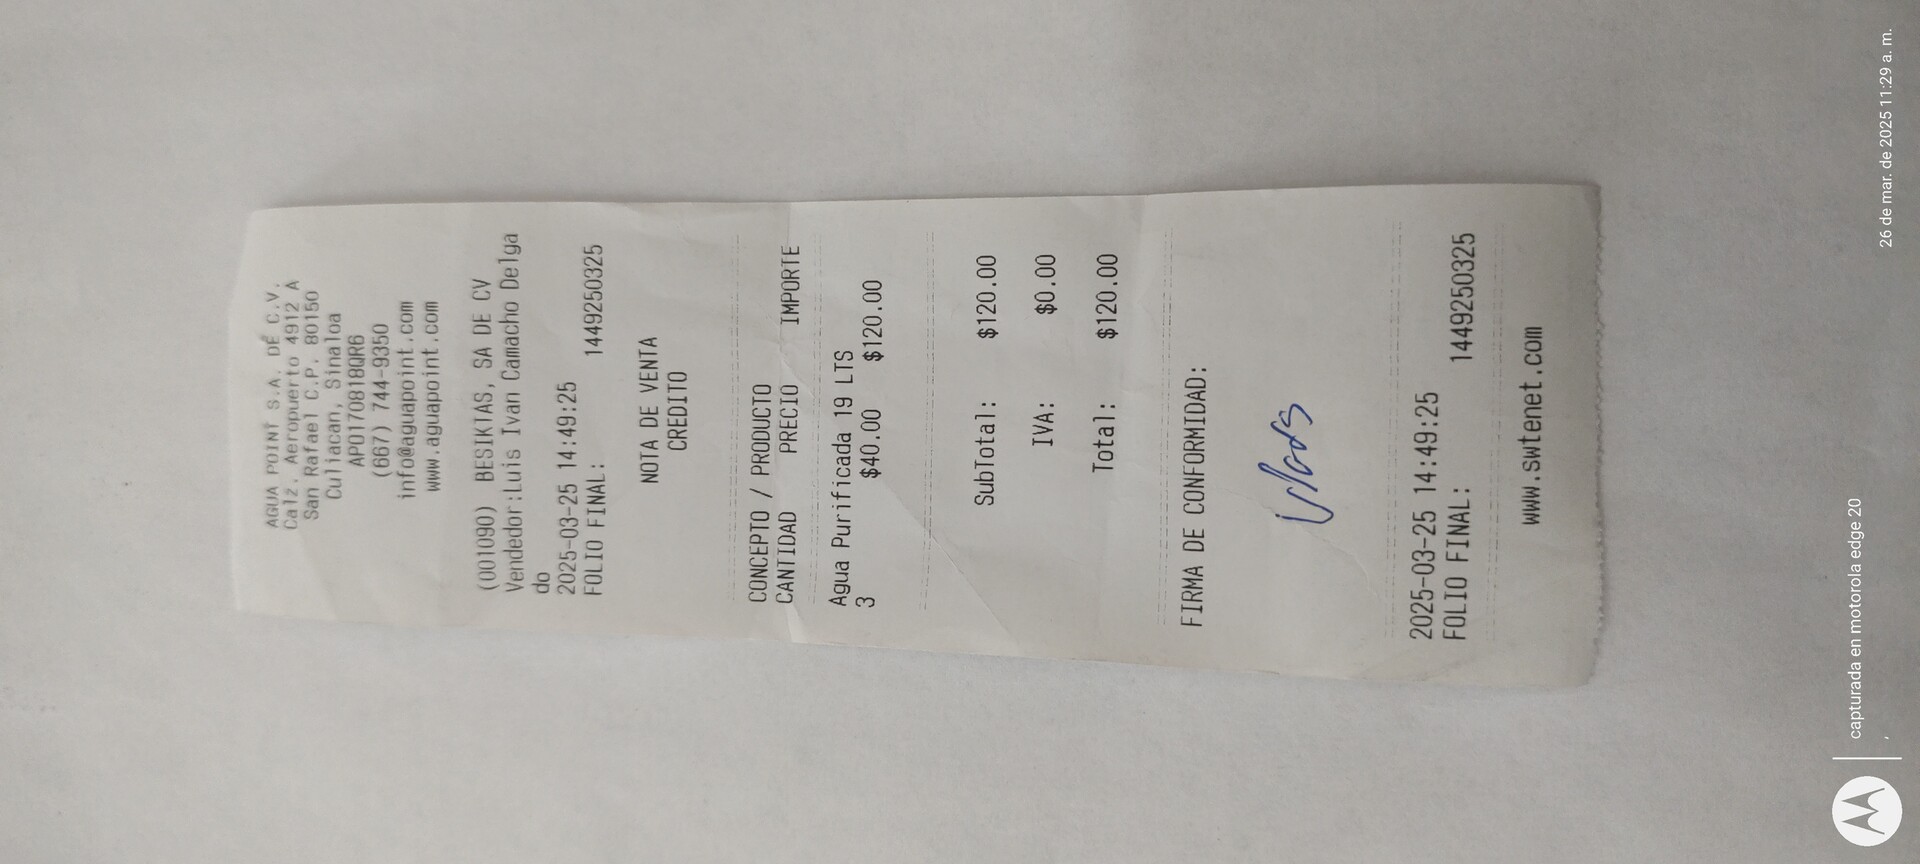 AGUA POINT S.A. DE C.V.
Calz. Aeropuerto 4912 A
San Rafael C.P. 80150
Culiacan, Sinaloa
APO170818QR6
(667) 744-9350
info@aguapoint.com
www.aguapoint.com
(001090) BESIKTAS, SA DE CV
Vendedor:Luis Ivan Camacho Delga
do
2025-03-25 14:49:25
FOLIO FINAL: 1449250325
NOTA DE VENTA
CREDITO
CONCEPTO / PRODUCTO
CANTIDAD PRECIO IMPORTE
Agua Purificada 19 LTS
3 $40.00 $120.00
SubTotal: $120.00
IVA: $0.00
Total: $120.00
FIRMA DE CONFORMIDAD:
2025-03-25 14:49:25
FOLIO FINAL: 1449250325
www.swtenet.com
capturada en motorola edge 20
, 26 de mar. de 2025 11:29 a. m.